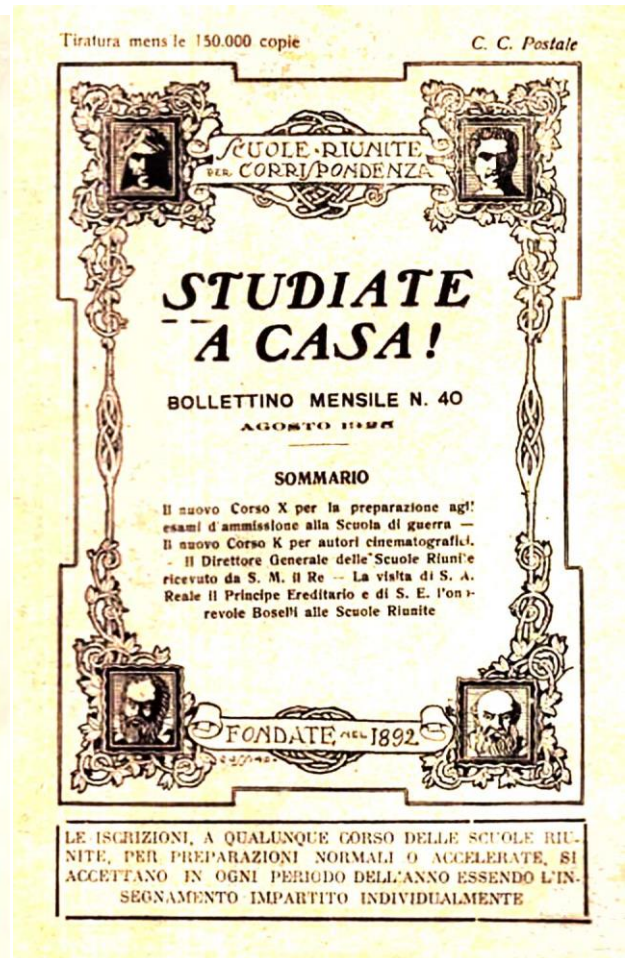 Tiratura mens le 150.000 copie
C. C. Postale
SCUOLE·RIUNITE
PER CORRISPONDENZA
STUDIATE
A CASA!
BOLLETTINO MENSILE N. 40
AGOSTO 1925
SOMMARIO
Il nuovo Corso X per la preparazione agli
esami d'ammissione alla Scuola di guerra —
Il nuovo Corso K per autori cinematografici.
- Il Direttore Generale delle Scuole Riunite
ricevuto da S. M. il Re -- La visita di S. A.
Reale il Principe Ereditario e di S. E. l'ono-
revole Boselli alle Scuole Riunite
FONDATE NEL 1892
LE ISCRIZIONI, A QUALUNQUE CORSO DELLE SCUOLE RIU-
NITE, PER PREPARAZIONI NORMALI O ACCELERATE, SI
ACCETTANO IN OGNI PERIODO DELL'ANNO ESSENDO L'IN-
SEGNAMENTO IMPARTITO INDIVIDUALMENTE